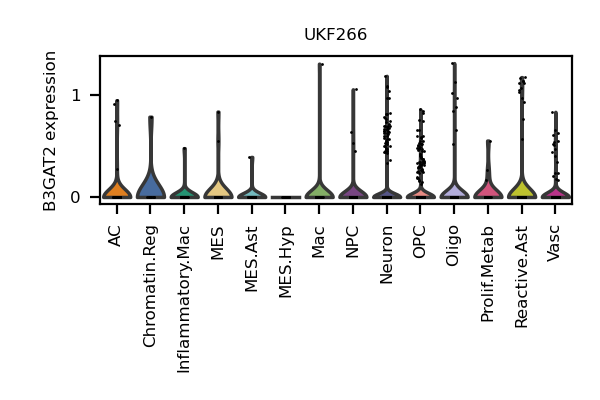 UKF266
B3GAT2 expression
1
0
AC
Chromatin.Reg
Inflammatory.Mac
MES
MES.Ast
MES.Hyp
Mac
NPC
Neuron
OPC
Oligo
Prolif.Metab
Reactive.Ast
Vasc